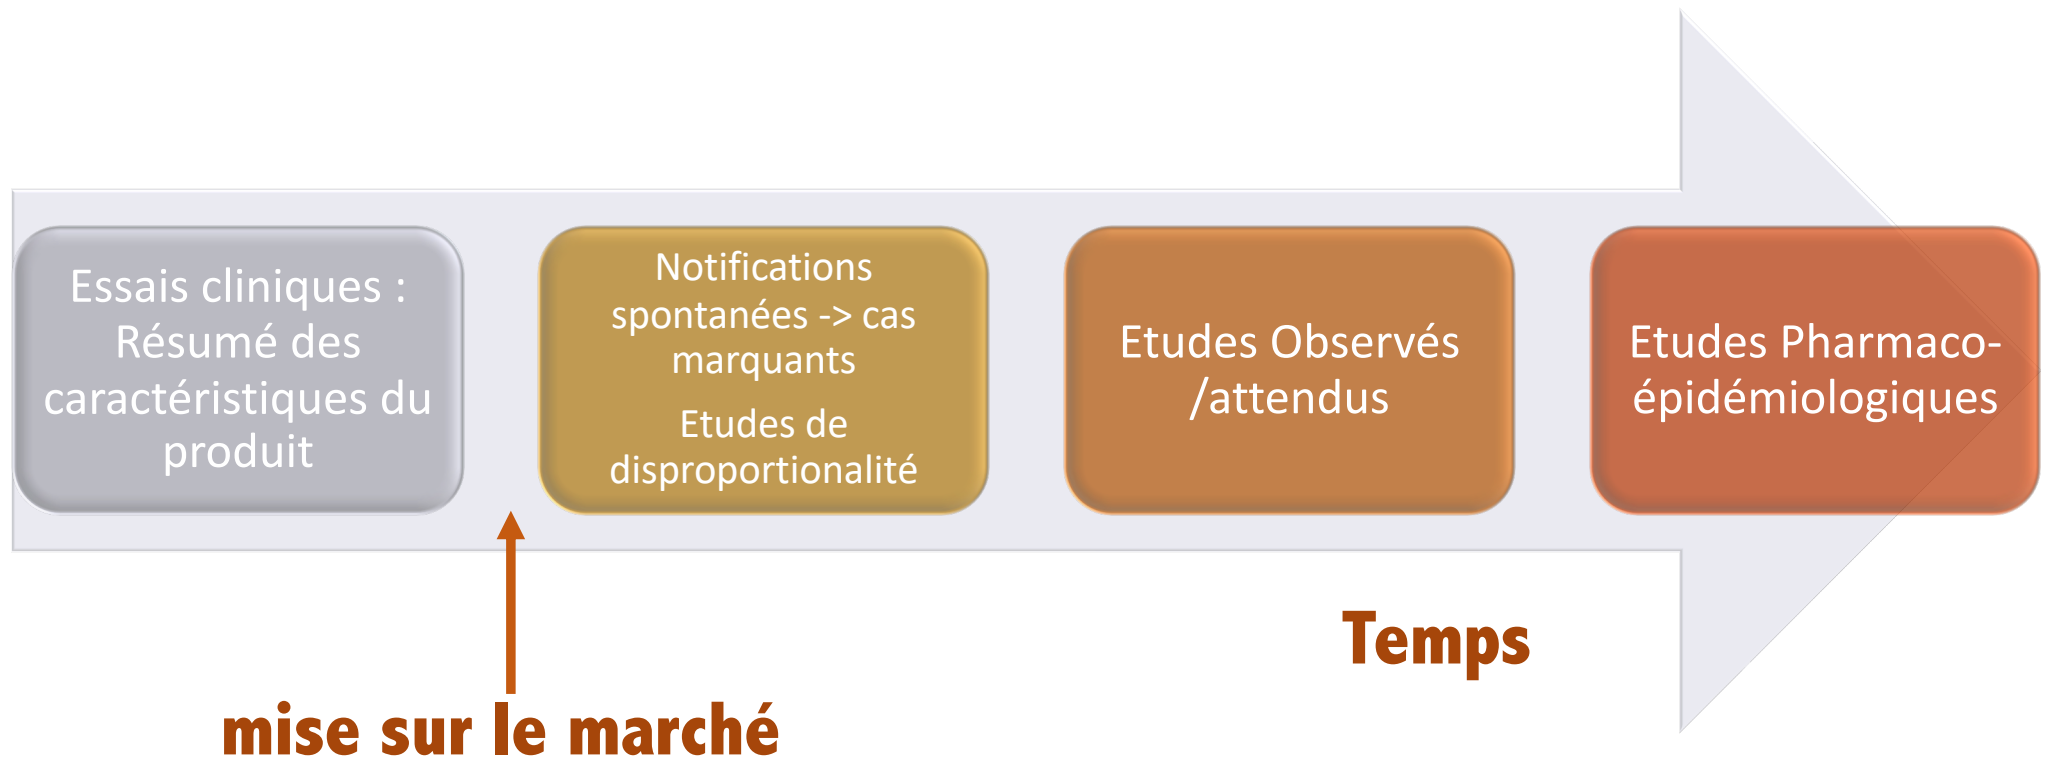 Essais cliniques :
Résumé des
caractéristiques du
produit
Notifications
spontanées -> cas
marquants
Etudes de
disproportionalité
Etudes Observés
/attendus
Etudes Pharmaco-
épidémiologiques
Temps
mise sur le marché